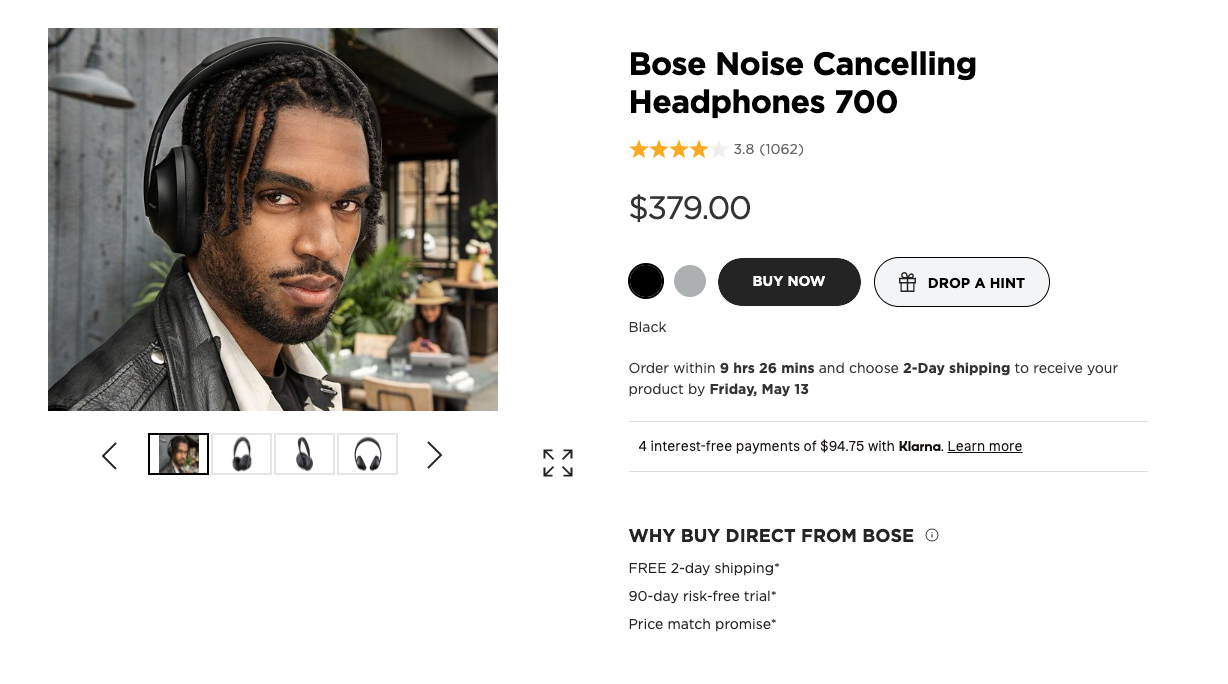 Bose Noise Cancelling
Headphones 700
3.8 (1062)
$379.00
BUY NOW
DROP A HINT
Black
Order within 9 hrs 26 mins and choose 2-Day shipping to receive your
product by Friday, May 13
4 interest-free payments of $94.75 with Klarna. Learn more
WHY BUY DIRECT FROM BOSE
FREE 2-day shipping*
90-day risk-free trial*
Price match promise*